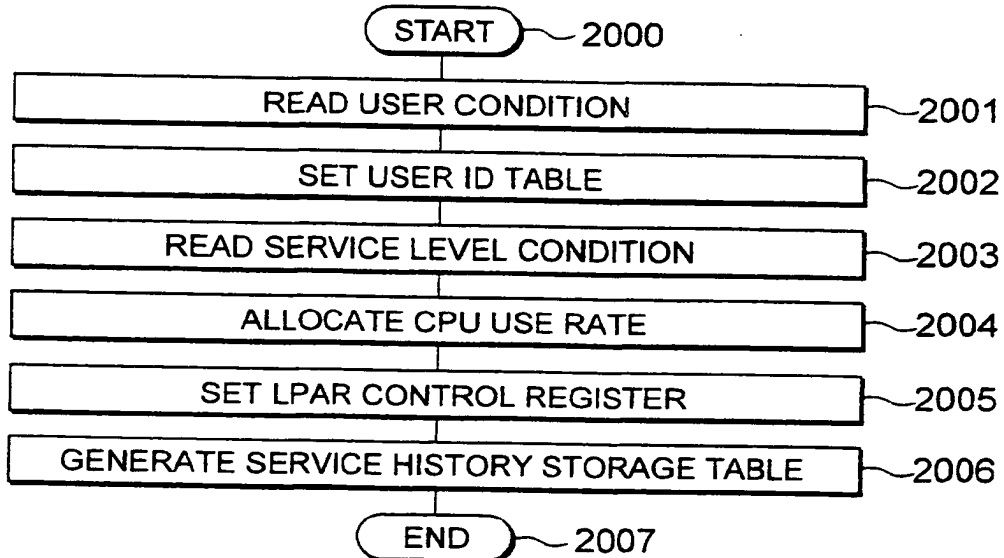 START 2000
READ USER CONDITION 2001
SET USER ID TABLE 2002
READ SERVICE LEVEL CONDITION 2003
ALLOCATE CPU USE RATE 2004
SET LPAR CONTROL REGISTER 2005
GENERATE SERVICE HISTORY STORAGE TABLE 2006
END 2007